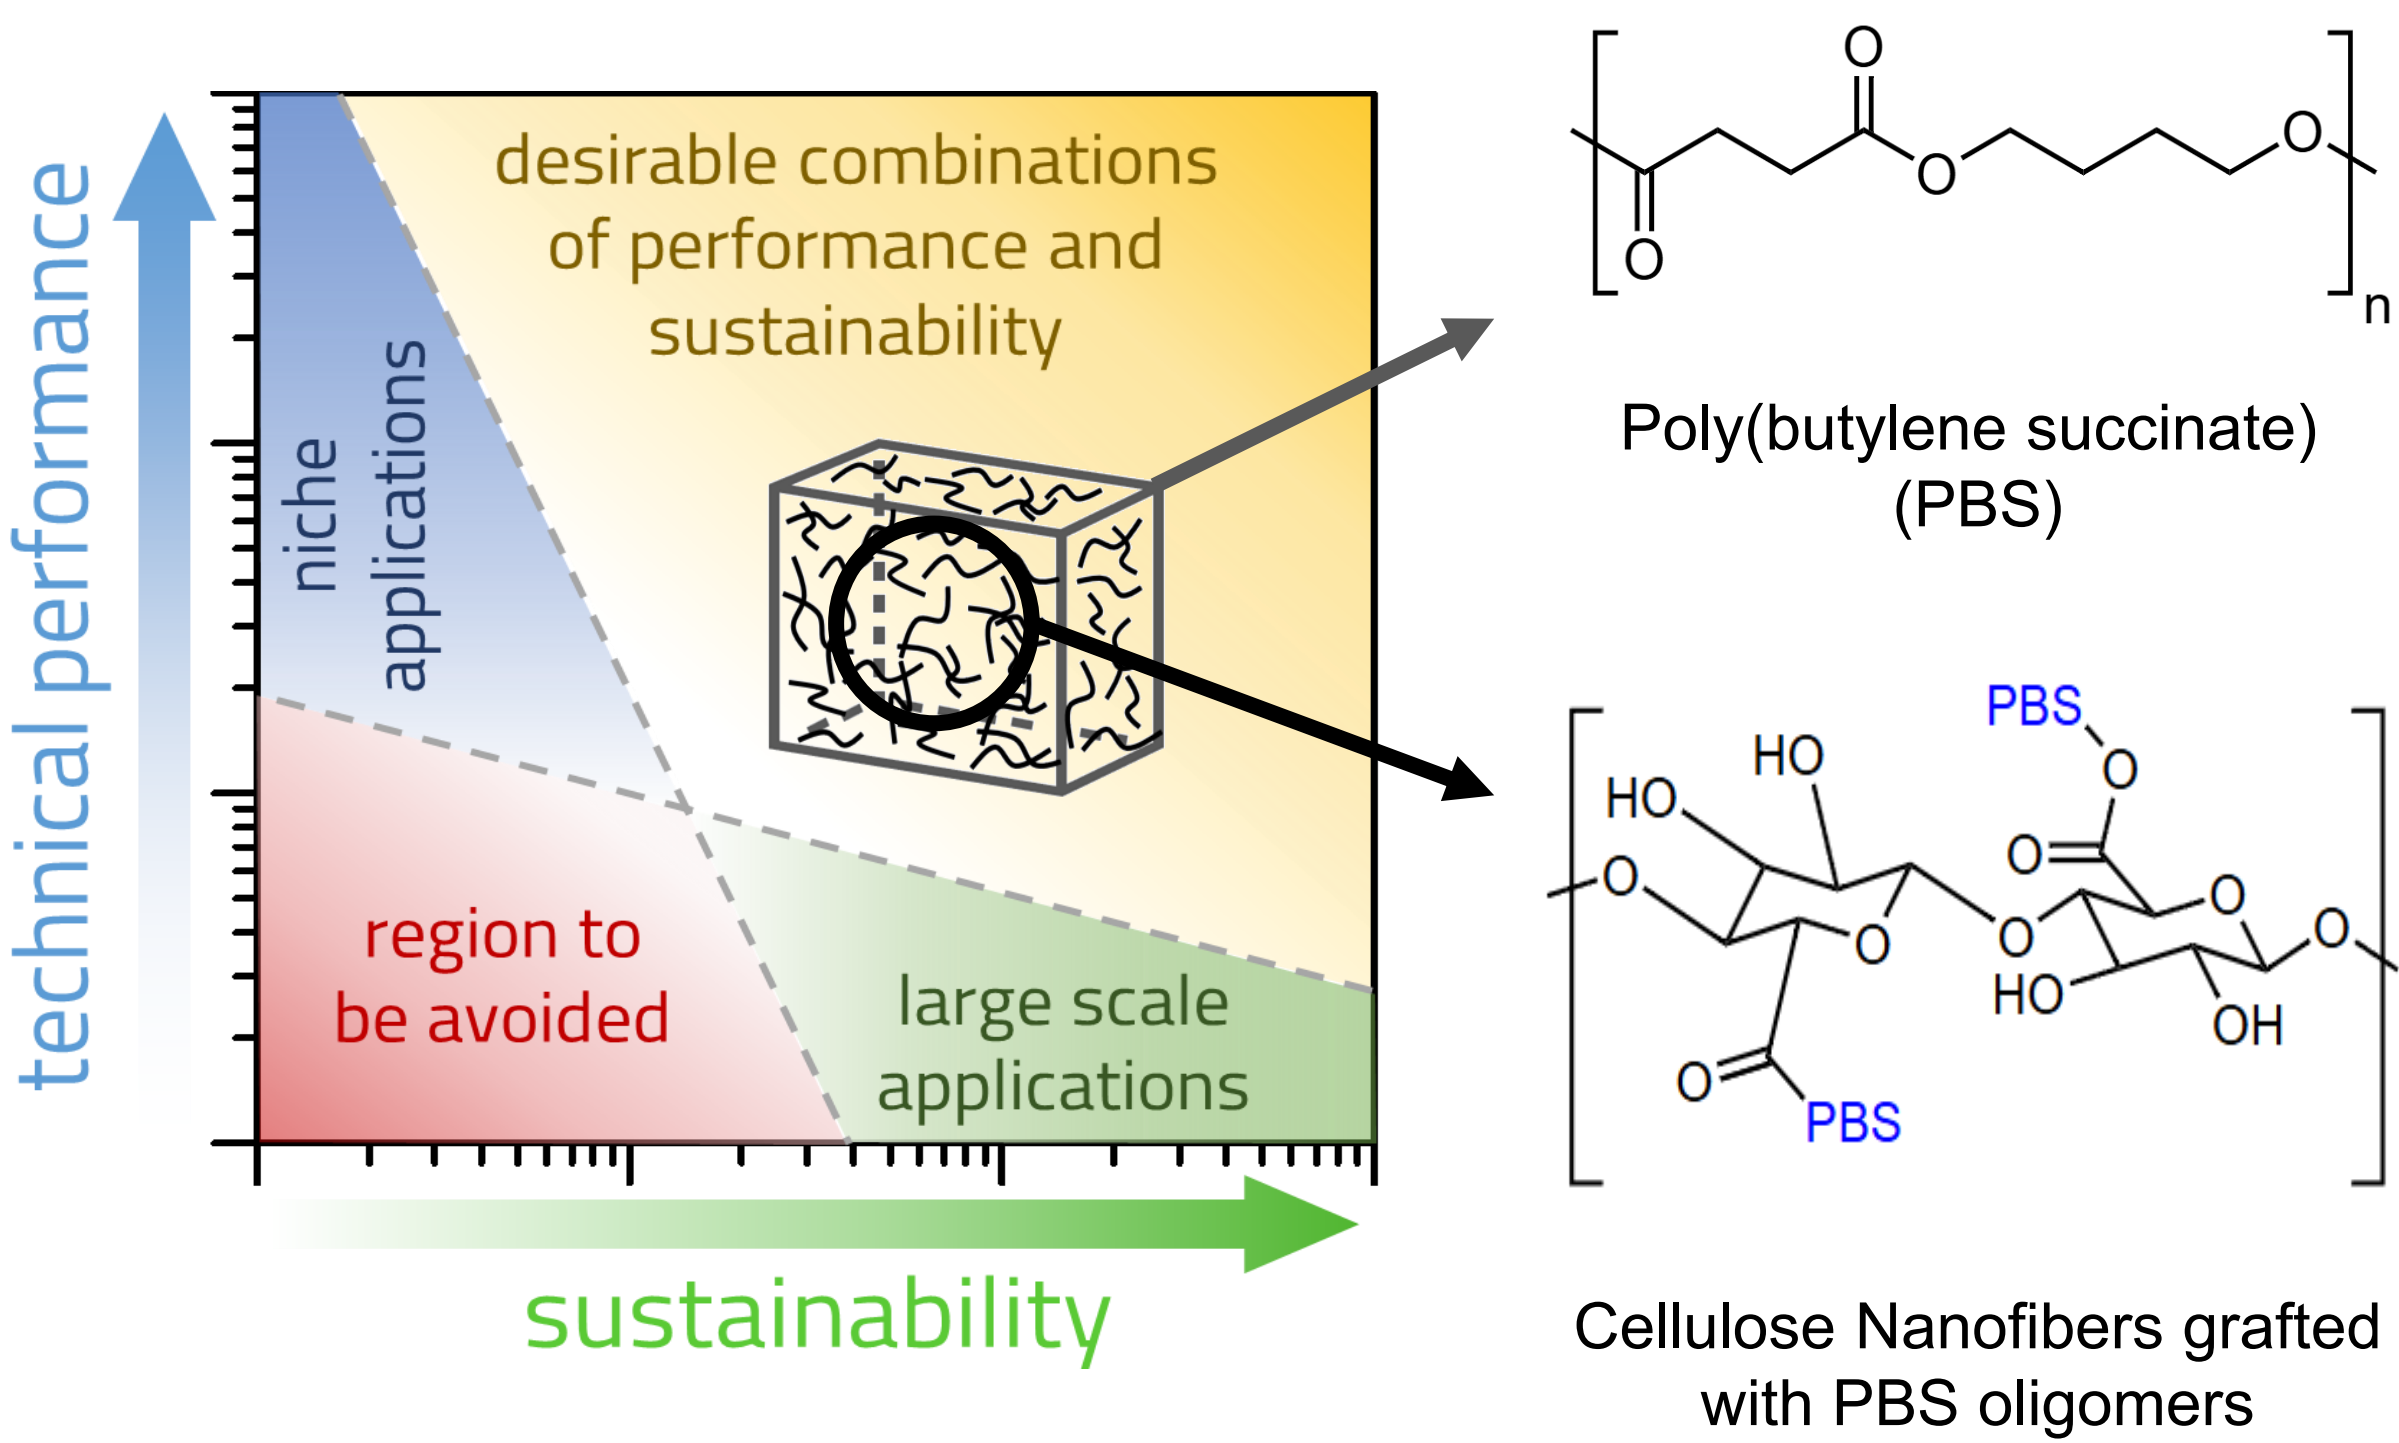 technical performance
desirable combinations
of performance and
sustainability
niche
applications
region to
be avoided
large scale
applications
sustainability
O
O
O
O
n
Poly(butylene succinate)
(PBS)
PBS
O
HO
HO
O
O
O
O
O
O
HO
OH
O
PBS
Cellulose Nanofibers grafted
with PBS oligomers